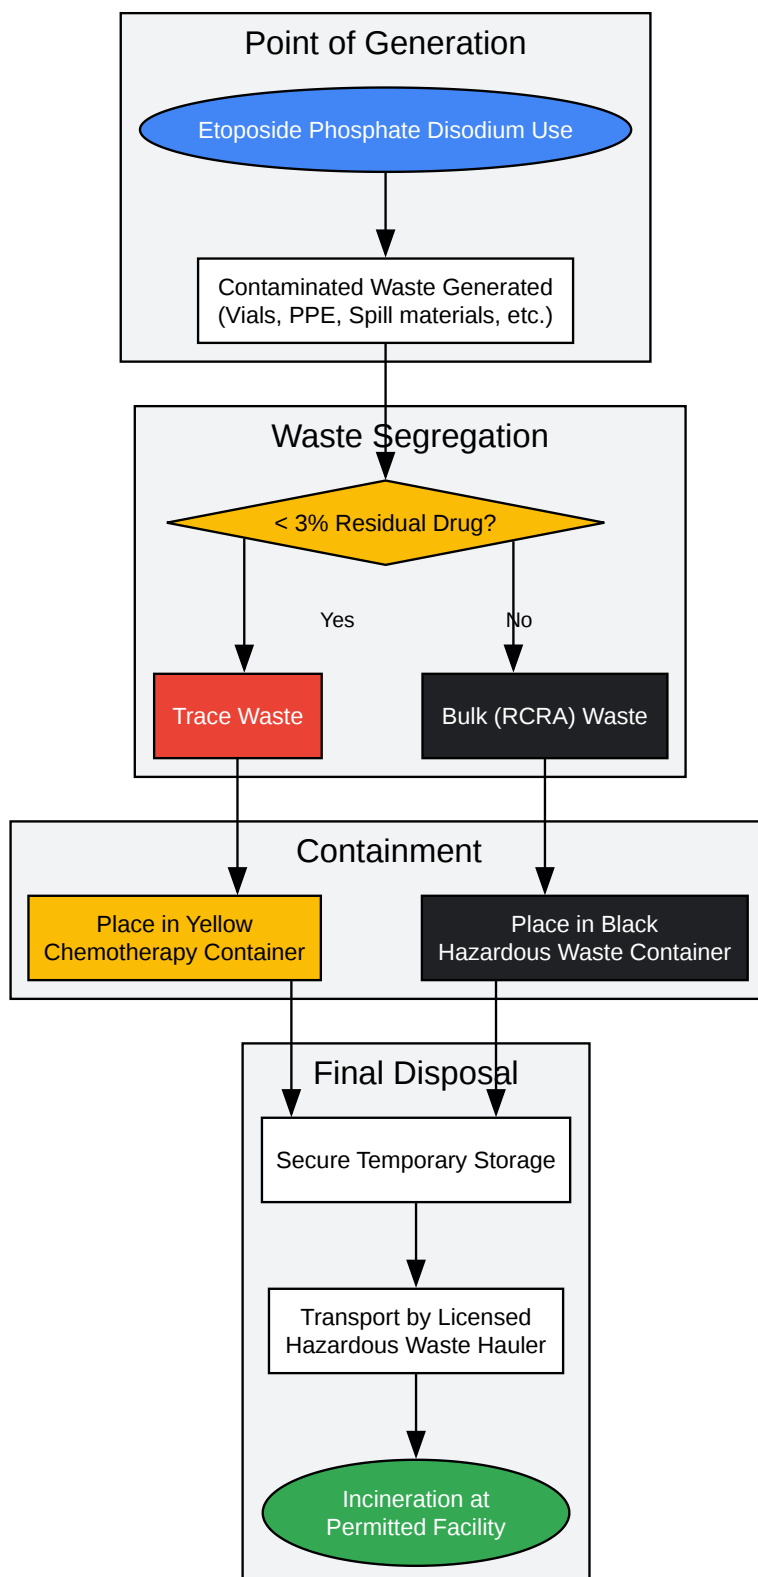 Point of Generation
Etoposide Phosphate Disodium Use
Contaminated Waste Generated
(Vials, PPE, Spill materials, etc.)
Waste Segregation
< 3% Residual Drug?
Yes
No
Trace Waste
Bulk (RCRA) Waste
Containment
Place in Yellow
Chemotherapy Container
Place in Black
Hazardous Waste Container
Final Disposal
Secure Temporary Storage
Transport by Licensed
Hazardous Waste Hauler
Incineration at
Permitted Facility